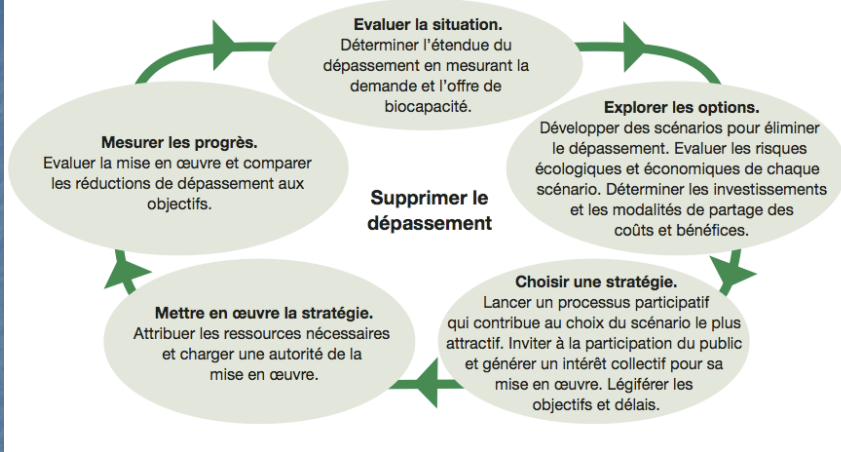 Evaluer la situation.
Déterminer l'étendue du
dépassement en mesurant la
demande et l'offre de
biocapacité.
Explorer les options.
Développer des scénarios pour éliminer
le dépassement. Evaluer les risques
écologiques et économiques de chaque
scénario. Déterminer les investissements
et les modalités de partage des
coûts et bénéfices.
Choisir une stratégie.
Lancer un processus participatif
qui contribue au choix du scénario le plus
attractif. Inviter à la participation du public
et générer un intérêt collectif pour sa
mise en œuvre. Légiférer les
objectifs et délais.
Mettre en œuvre la stratégie.
Attribuer les ressources nécessaires
et charger une autorité de la
mise en œuvre.
Mesurer les progrès.
Evaluer la mise en œuvre et comparer
les réductions de dépassement aux
objectifs.
Supprimer le
dépassement